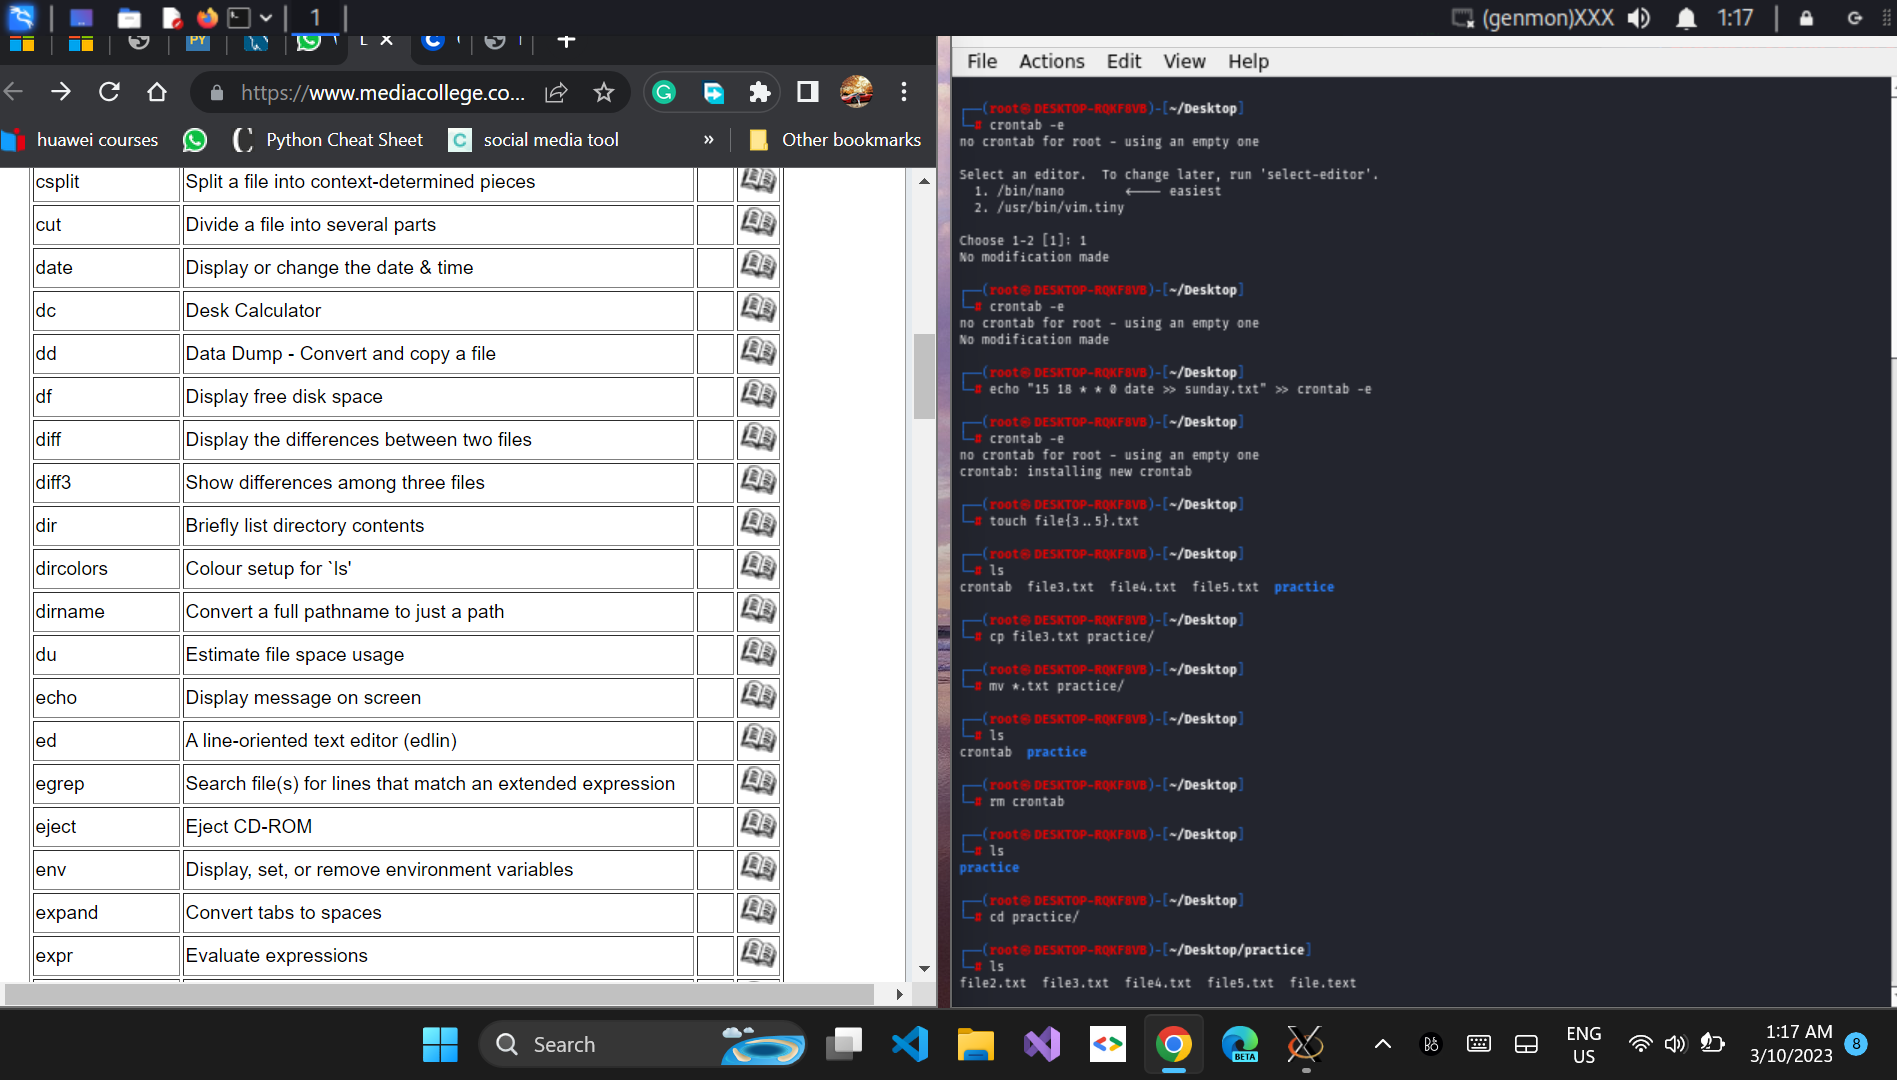 1
(genmon)XXX
1:17
PY
L
https://www.mediacollege.co...
huawei courses
Python Cheat Sheet
C
social media tool
»
Other bookmarks
csplit Split a file into context-determined pieces
cut Divide a file into several parts
date Display or change the date & time
dc Desk Calculator
dd Data Dump - Convert and copy a file
df Display free disk space
diff Display the differences between two files
diff3 Show differences among three files
dir Briefly list directory contents
dircolors Colour setup for `ls'
dirname Convert a full pathname to just a path
du Estimate file space usage
echo Display message on screen
ed A line-oriented text editor (edlin)
egrep Search file(s) for lines that match an extended expression
eject Eject CD-ROM
env Display, set, or remove environment variables
expand Convert tabs to spaces
expr Evaluate expressions
File Actions Edit View Help
(root㉿DESKTOP-RQKF8VB)-[~/Desktop]
# crontab -e
no crontab for root - using an empty one
Select an editor. To change later, run 'select-editor'.
1. /bin/nano <---- easiest
2. /usr/bin/vim.tiny
Choose 1-2 [1]: 1
No modification made
(root㉿DESKTOP-RQKF8VB)-[~/Desktop]
# crontab -e
no crontab for root - using an empty one
No modification made
(root㉿DESKTOP-RQKF8VB)-[~/Desktop]
# echo "15 18 * * 0 date >> sunday.txt" >> crontab -e
(root㉿DESKTOP-RQKF8VB)-[~/Desktop]
# crontab -e
no crontab for root - using an empty one
crontab: installing new crontab
(root㉿DESKTOP-RQKF8VB)-[~/Desktop]
# touch file{3..5}.txt
(root㉿DESKTOP-RQKF8VB)-[~/Desktop]
# ls
crontab file3.txt file4.txt file5.txt practice
(root㉿DESKTOP-RQKF8VB)-[~/Desktop]
# cp file3.txt practice/
(root㉿DESKTOP-RQKF8VB)-[~/Desktop]
# mv *.txt practice/
(root㉿DESKTOP-RQKF8VB)-[~/Desktop]
# ls
crontab practice
(root㉿DESKTOP-RQKF8VB)-[~/Desktop]
# rm crontab
(root㉿DESKTOP-RQKF8VB)-[~/Desktop]
# ls
practice
(root㉿DESKTOP-RQKF8VB)-[~/Desktop]
# cd practice/
(root㉿DESKTOP-RQKF8VB)-[~/Desktop/practice]
# ls
file2.txt file3.txt file4.txt file5.txt file.text
Search
BETA
ENG
US
1:17 AM
3/10/2023
8